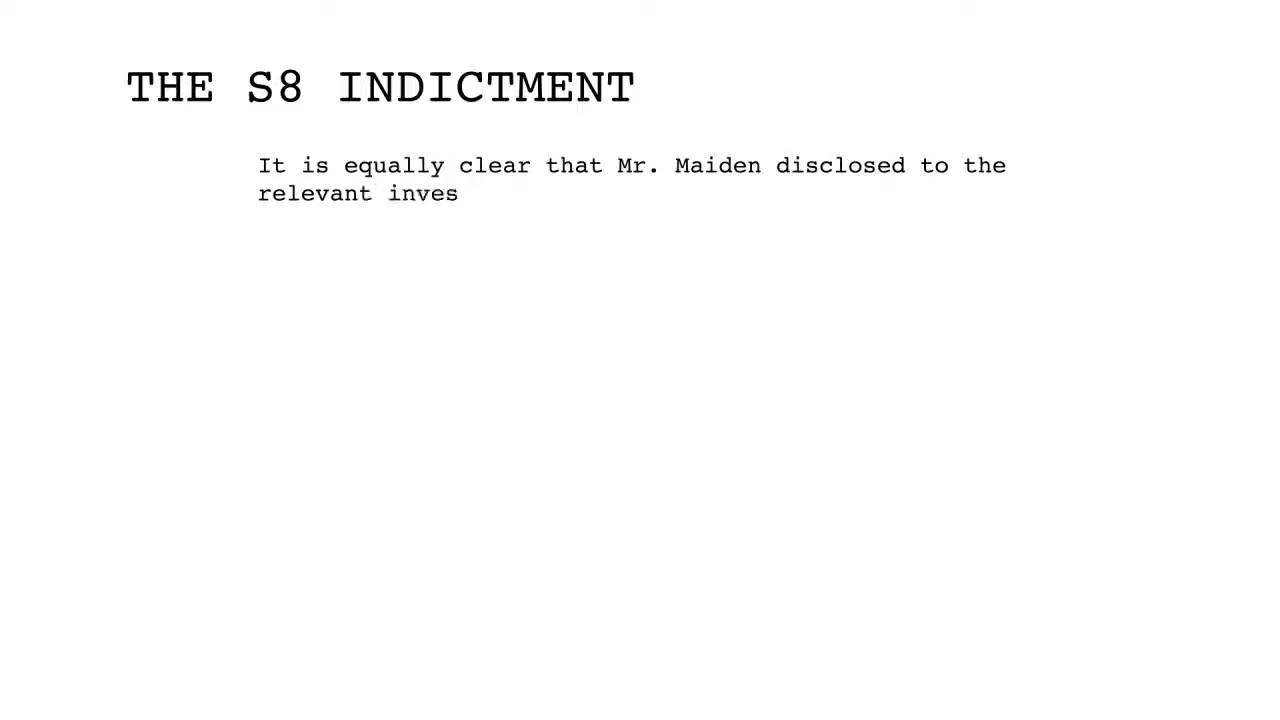 THE S8 INDICTMENT
It is equally clear that Mr. Maiden disclosed to the
relevant inves